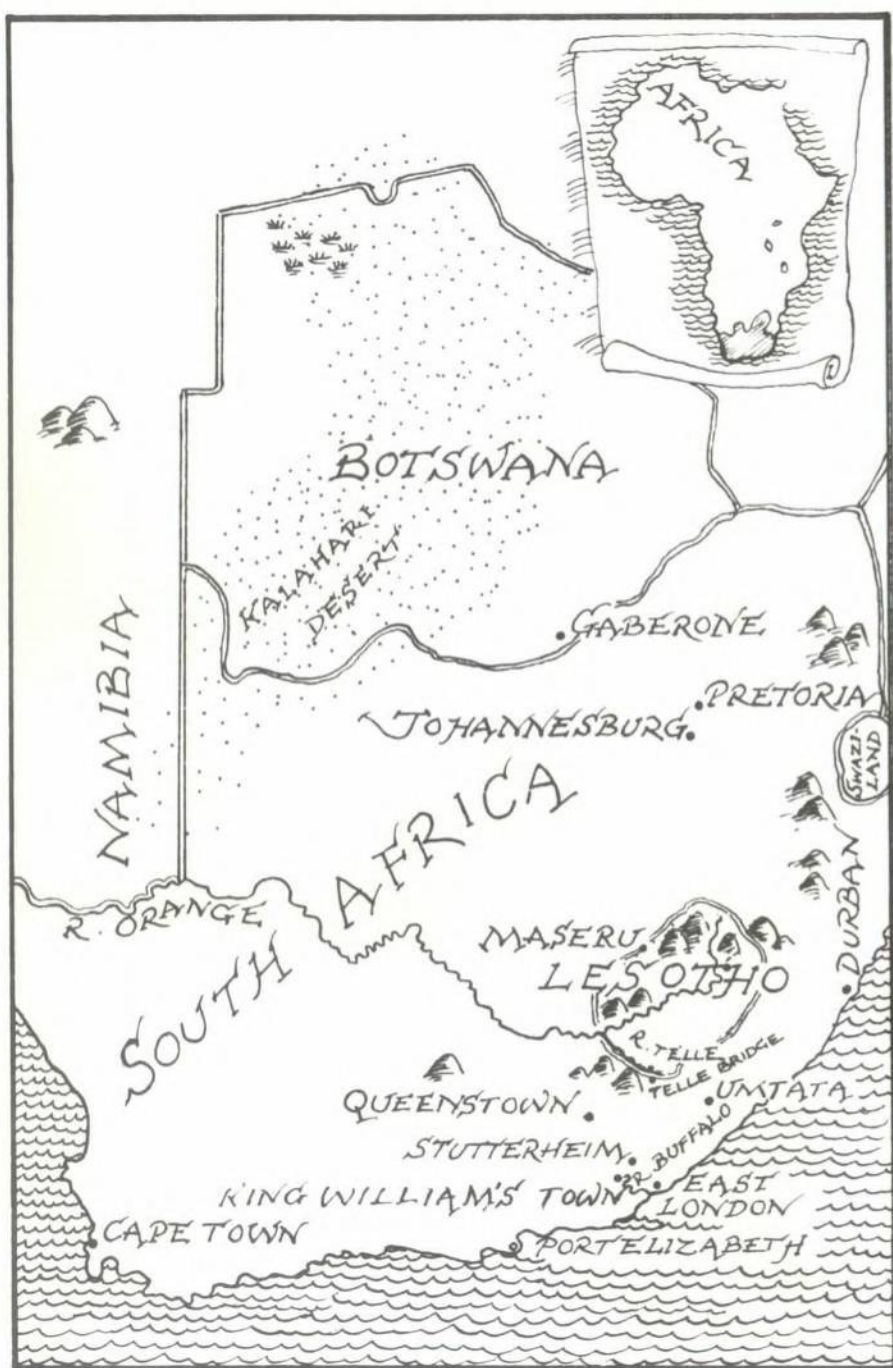 AFRICA
BOTSWANA
KALAHARI
DESERT
NAMIBIA
GABERONE
PRETORIA
JOHANNESBURG
SWAZI-
LAND
SOUTH AFRICA
R. ORANGE
DURBAN
MASERU
LESOTHO
R. TELLE
TELLE BRIDGE
QUEENSTOWN
UMTATA
STUTTERHEIM
R. BUFFALO
KING WILLIAM'S TOWN
EAST
LONDON
CAPE TOWN
PORT ELIZABETH